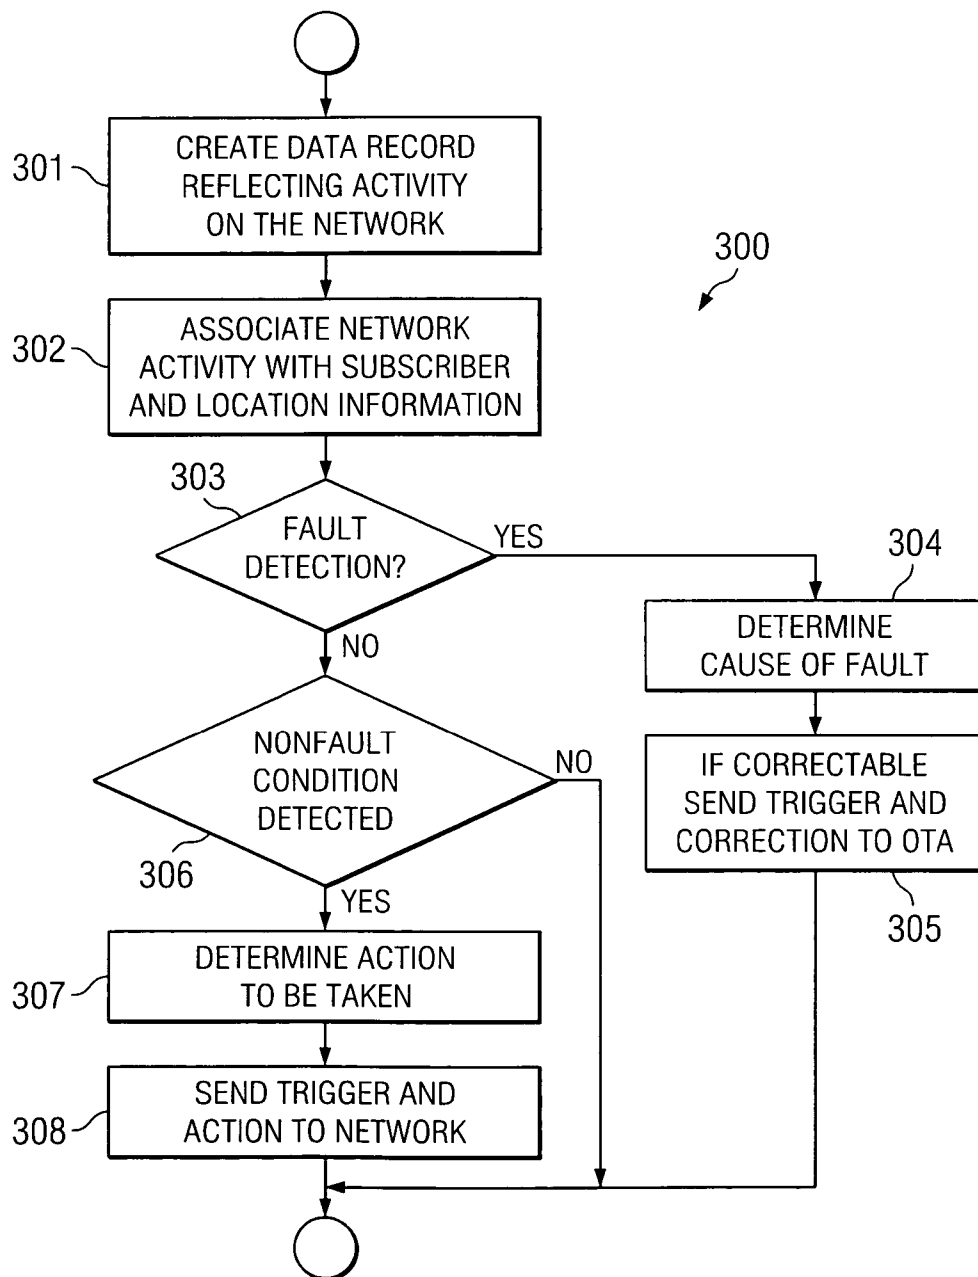 301
CREATE DATA RECORD
REFLECTING ACTIVITY
ON THE NETWORK
300
302
ASSOCIATE NETWORK
ACTIVITY WITH SUBSCRIBER
AND LOCATION INFORMATION
303
FAULT
DETECTION?
YES
NO
304
DETERMINE
CAUSE OF FAULT
IF CORRECTABLE
SEND TRIGGER AND
CORRECTION TO OTA
305
NONFAULT
CONDITION
DETECTED
NO
306
YES
307
DETERMINE ACTION
TO BE TAKEN
308
SEND TRIGGER AND
ACTION TO NETWORK